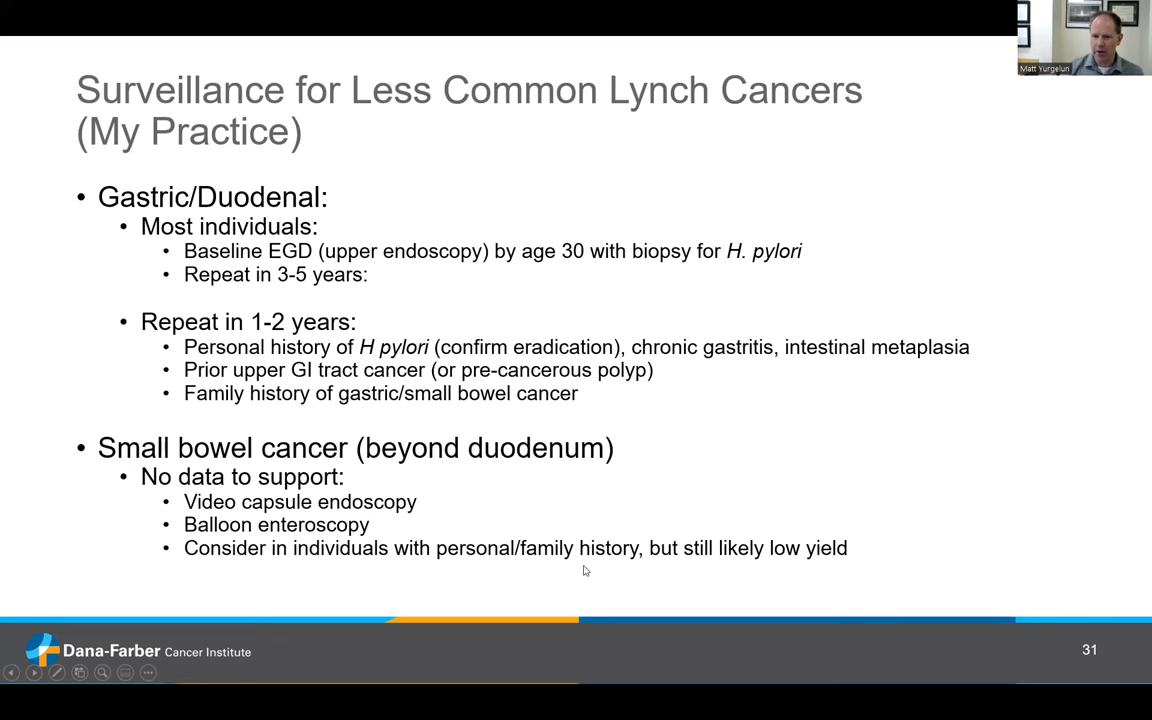 Matt Yurgelun
Surveillance for Less Common Lynch Cancers
(My Practice)
• Gastric/Duodenal:
• Most individuals:
• Baseline EGD (upper endoscopy) by age 30 with biopsy for H. pylori
• Repeat in 3-5 years:
• Repeat in 1-2 years:
• Personal history of H pylori (confirm eradication), chronic gastritis, intestinal metaplasia
• Prior upper GI tract cancer (or pre-cancerous polyp)
• Family history of gastric/small bowel cancer
• Small bowel cancer (beyond duodenum)
• No data to support:
• Video capsule endoscopy
• Balloon enteroscopy
• Consider in individuals with personal/family history, but still likely low yield
Dana-Farber Cancer Institute
31